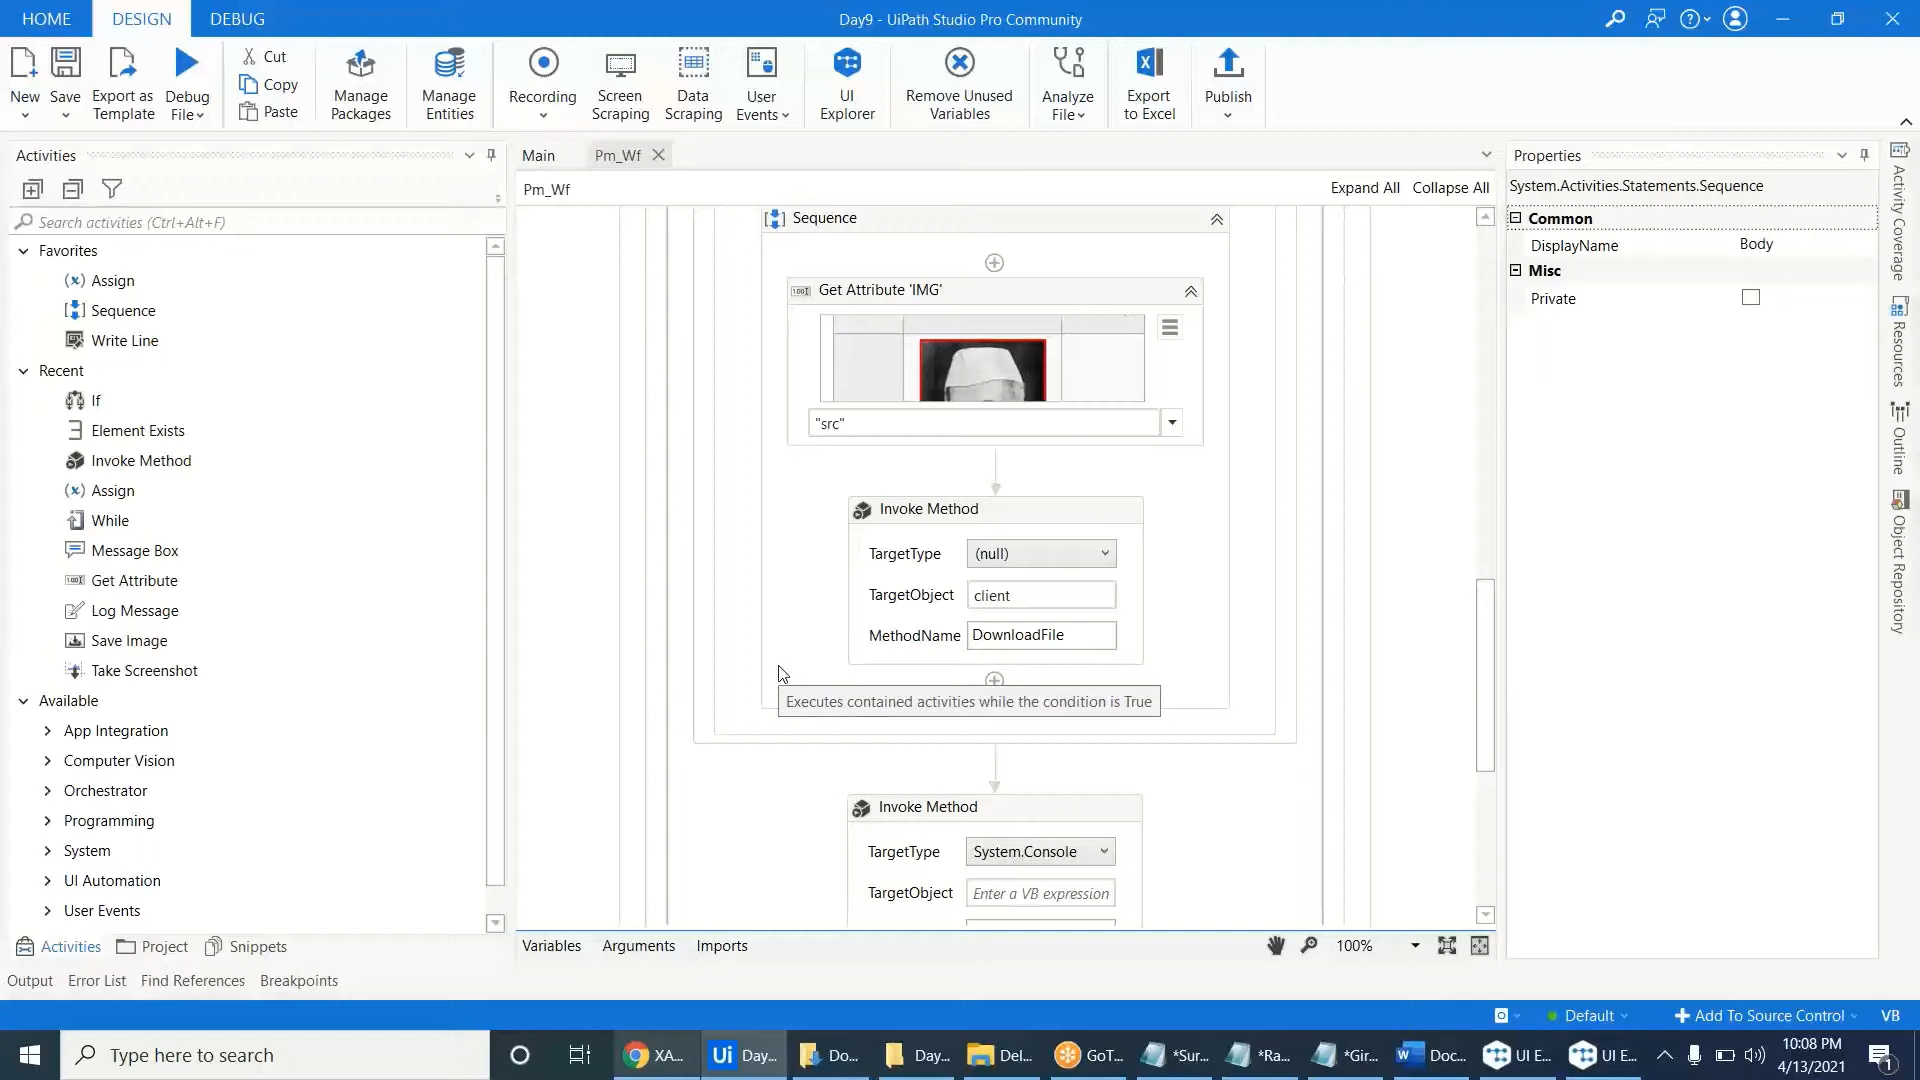 HOME
DESIGN
DEBUG
Day9 - UiPath Studio Pro Community
New
Save
Export as
Template
Debug
File
Cut
Copy
Paste
Manage
Packages
Manage
Entities
Recording
Screen
Scraping
Data
Scraping
User
Events
UI
Explorer
Remove Unused
Variables
Analyze
File
Export
to Excel
Publish
Activities
Search activities (Ctrl+Alt+F)
Favorites
Assign
Sequence
Write Line
Recent
If
Element Exists
Invoke Method
Assign
While
Message Box
Get Attribute
Log Message
Save Image
Take Screenshot
Available
App Integration
Computer Vision
Orchestrator
Programming
System
UI Automation
User Events
Activities
Project
Snippets
Main
Pm_Wf
Pm_Wf
Expand All
Collapse All
Sequence
Get Attribute 'IMG'
"src"
Invoke Method
TargetType (null)
TargetObject client
MethodName DownloadFile
Executes contained activities while the condition is True
Invoke Method
TargetType System.Console
TargetObject Enter a VB expression
Variables
Arguments
Imports
100%
Properties
System.Activities.Statements.Sequence
Common
DisplayName Body
Misc
Private
Activity Coverage
Resources
Outline
Object Repository
Output
Error List
Find References
Breakpoints
Default
Add To Source Control
VB
Type here to search
XA...
Ui Day...
Do...
Day...
Del...
GoT...
*Sur...
*Ra...
*Gir...
Doc...
UI E...
UI E...
10:08 PM
4/13/2021
1